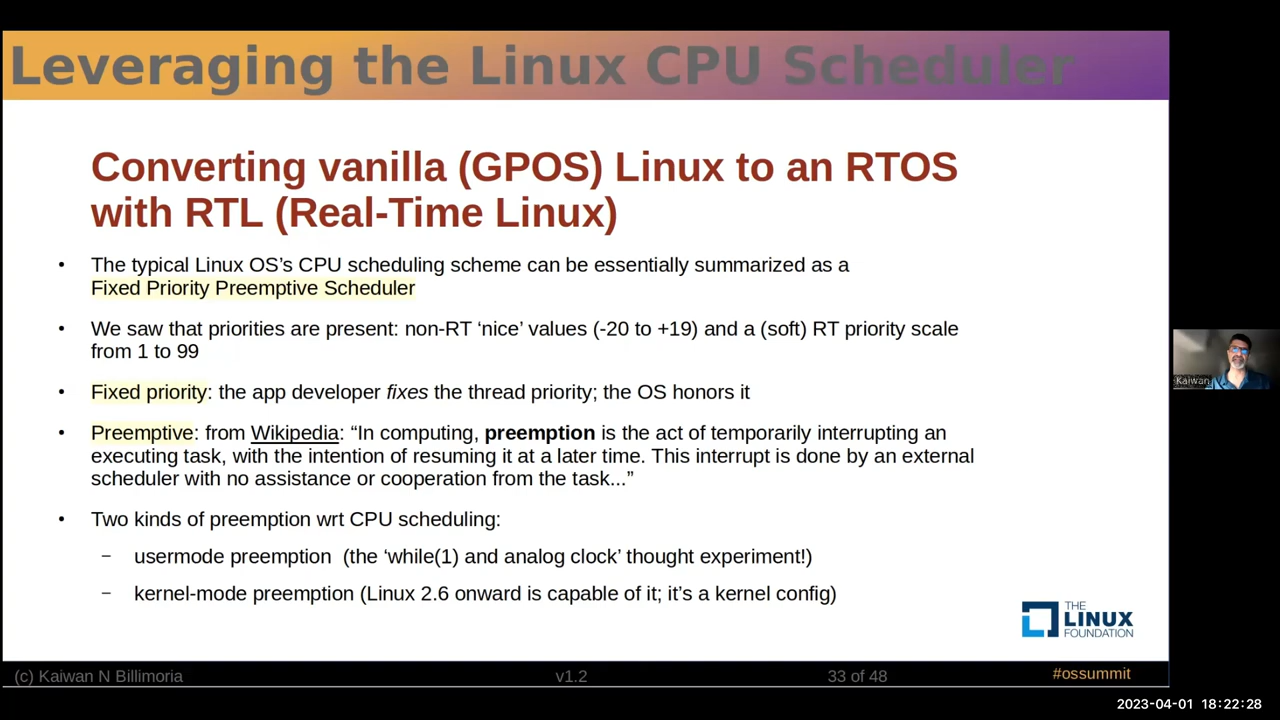 Leveraging the Linux CPU Scheduler
Converting vanilla (GPOS) Linux to an RTOS
with RTL (Real-Time Linux)
• The typical Linux OS’s CPU scheduling scheme can be essentially summarized as a
Fixed Priority Preemptive Scheduler
• We saw that priorities are present: non-RT ‘nice’ values (-20 to +19) and a (soft) RT priority scale
from 1 to 99
• Fixed priority: the app developer fixes the thread priority; the OS honors it
• Preemptive: from Wikipedia: “In computing, preemption is the act of temporarily interrupting an
executing task, with the intention of resuming it at a later time. This interrupt is done by an external
scheduler with no assistance or cooperation from the task...”
• Two kinds of preemption wrt CPU scheduling:
– usermode preemption (the ‘while(1) and analog clock’ thought experiment!)
– kernel-mode preemption (Linux 2.6 onward is capable of it; it’s a kernel config)
THE
LINUX
FOUNDATION
(c) Kaiwan N Billimoria
v1.2
33 of 48
#ossummit
Kaiwan
2023-04-01 18:22:28